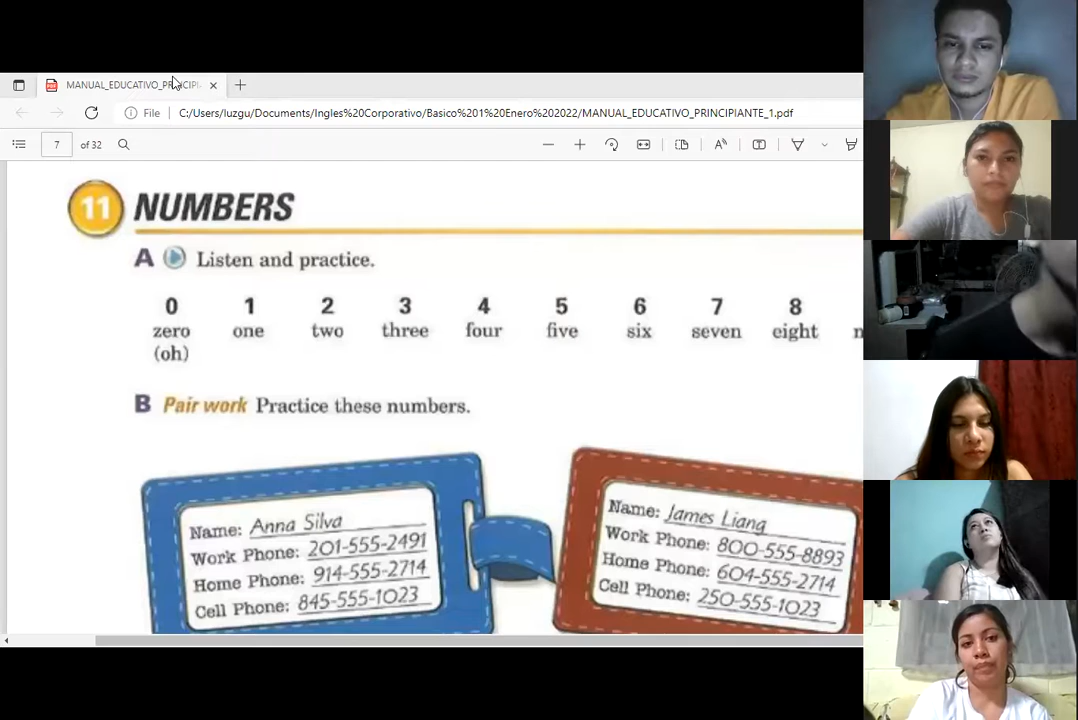 MANUAL_EDUCATIVO_PRINCIPI
File C:/Users/luzgu/Documents/Ingles%20Corporativo/Basico%201%20Enero%202022/MANUAL_EDUCATIVO_PRINCIPIANTE_1.pdf
7 of 32
11 NUMBERS
A Listen and practice.
0 1 2 3 4 5 6 7 8
zero one two three four five six seven eight
(oh)
B Pair work Practice these numbers.
Name: Anna Silva
Work Phone: 201-555-2491
Home Phone: 914-555-2714
Cell Phone: 845-555-1023
Name: James Liang
Work Phone: 800-555-8893
Home Phone: 604-555-2714
Cell Phone: 250-555-1023